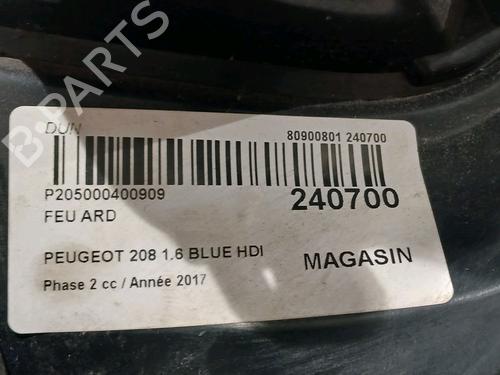 B-PARTS
DUN
80900801 240700
P205000400909
240700
FEU ARD
PEUGEOT 208 1.6 BLUE HDI
MAGASIN
Phase 2 cc / Année 2017